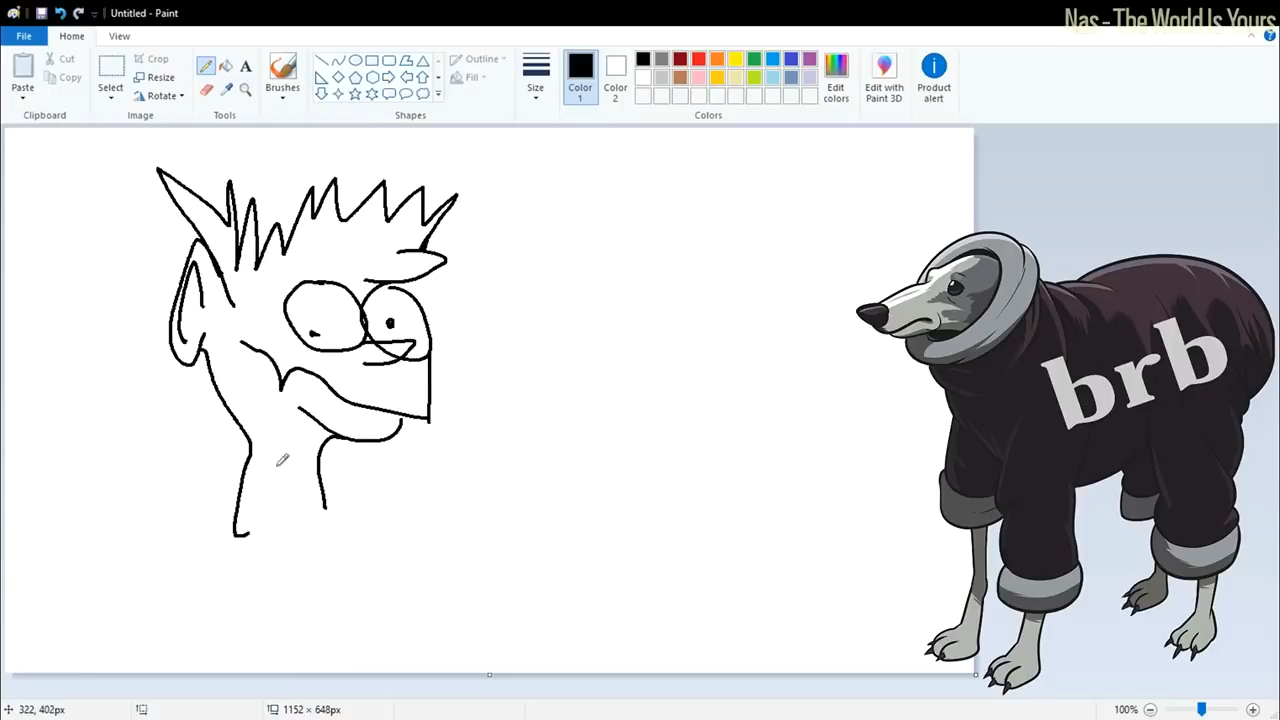 Untitled - Paint
Nas - The World Is Yours
File
Home
View
Paste
Cut
Copy
Clipboard
Select
Crop
Resize
Rotate
Image
A
Tools
Brushes
Outline
Fill
Shapes
Size
Color
1
Color
2
Edit
colors
Colors
Edit with
Paint 3D
Product
alert
brb
322, 402px
1152 × 648px
100%